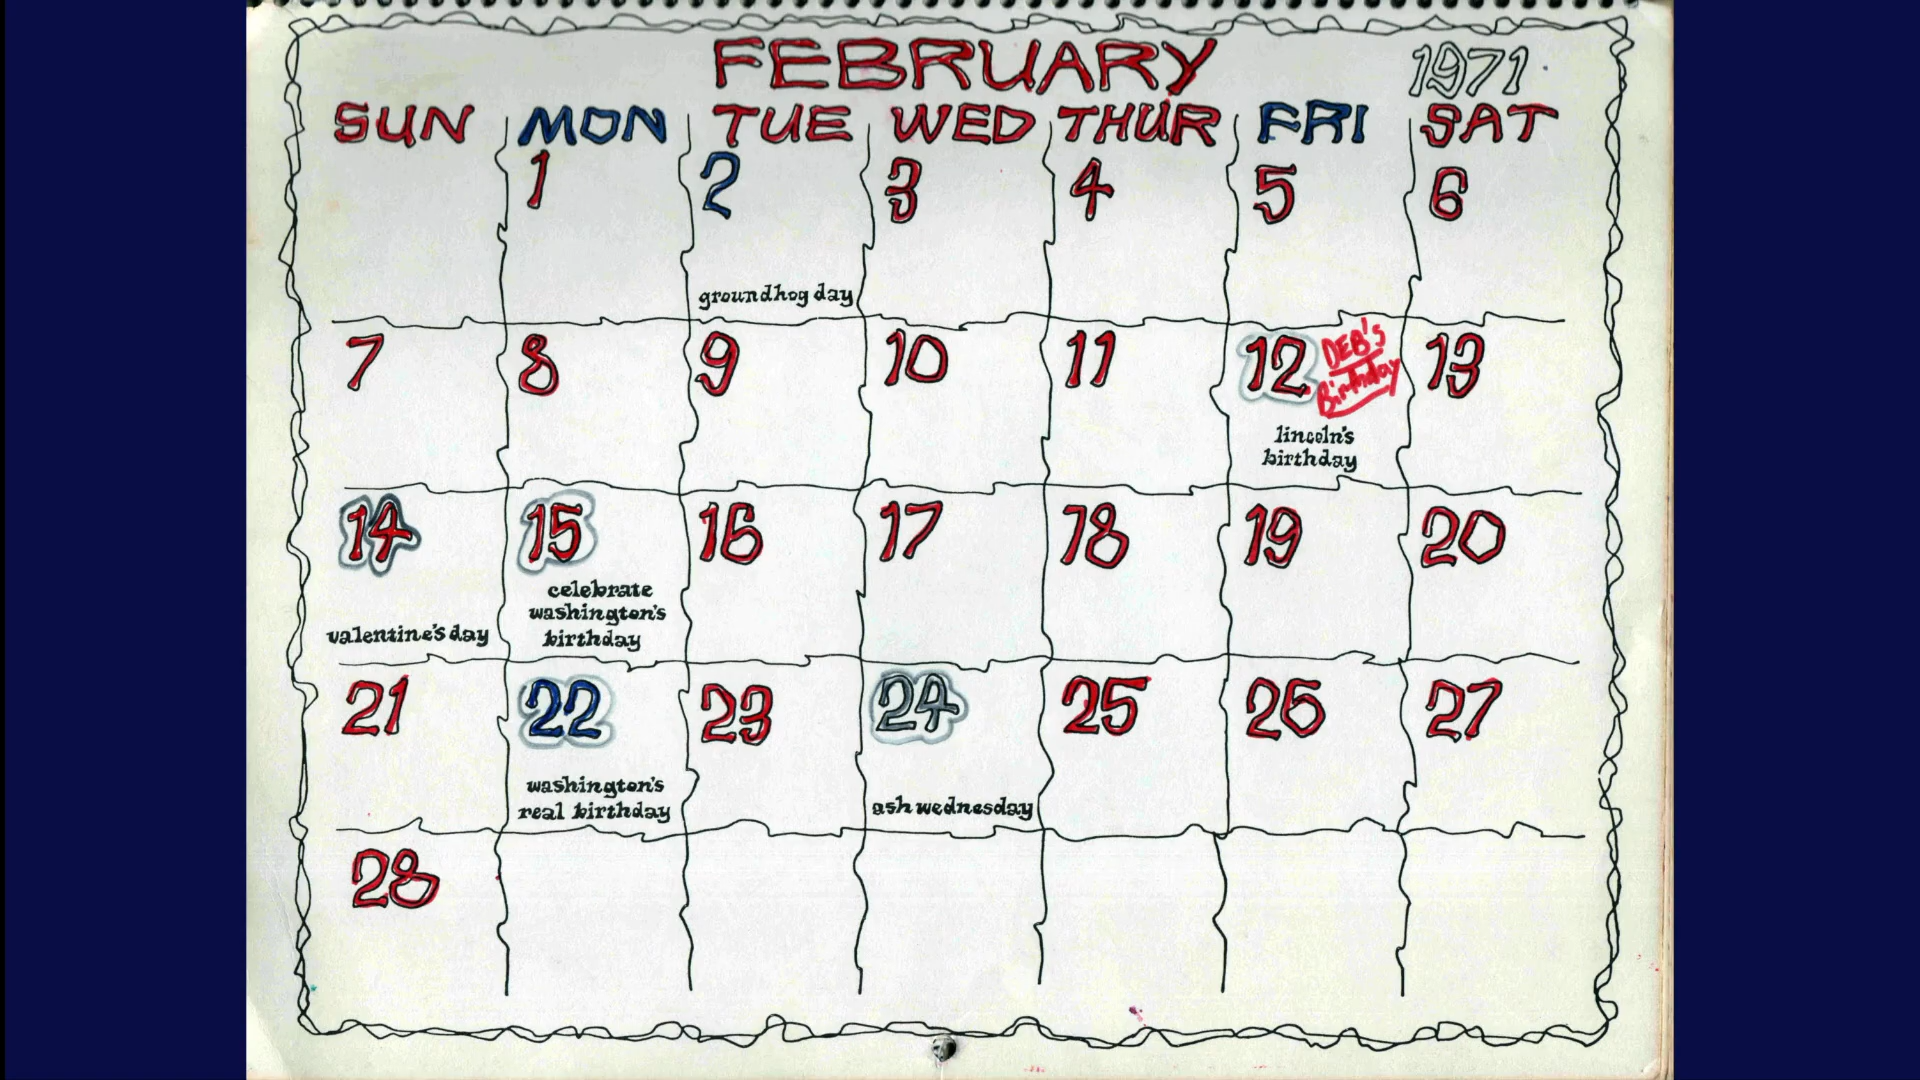 FEBRUARY 1971
SUN MON TUE WED THUR FRI SAT
1 2 3 4 5 6
groundhog day
7 8 9 10 11 12 13
DEB's
Birthday
lincoln's
birthday
14 15 16 17 18 19 20
valentine's day
celebrate
washington's
birthday
21 22 23 24 25 26 27
washington's
real birthday
ash wednesday
28